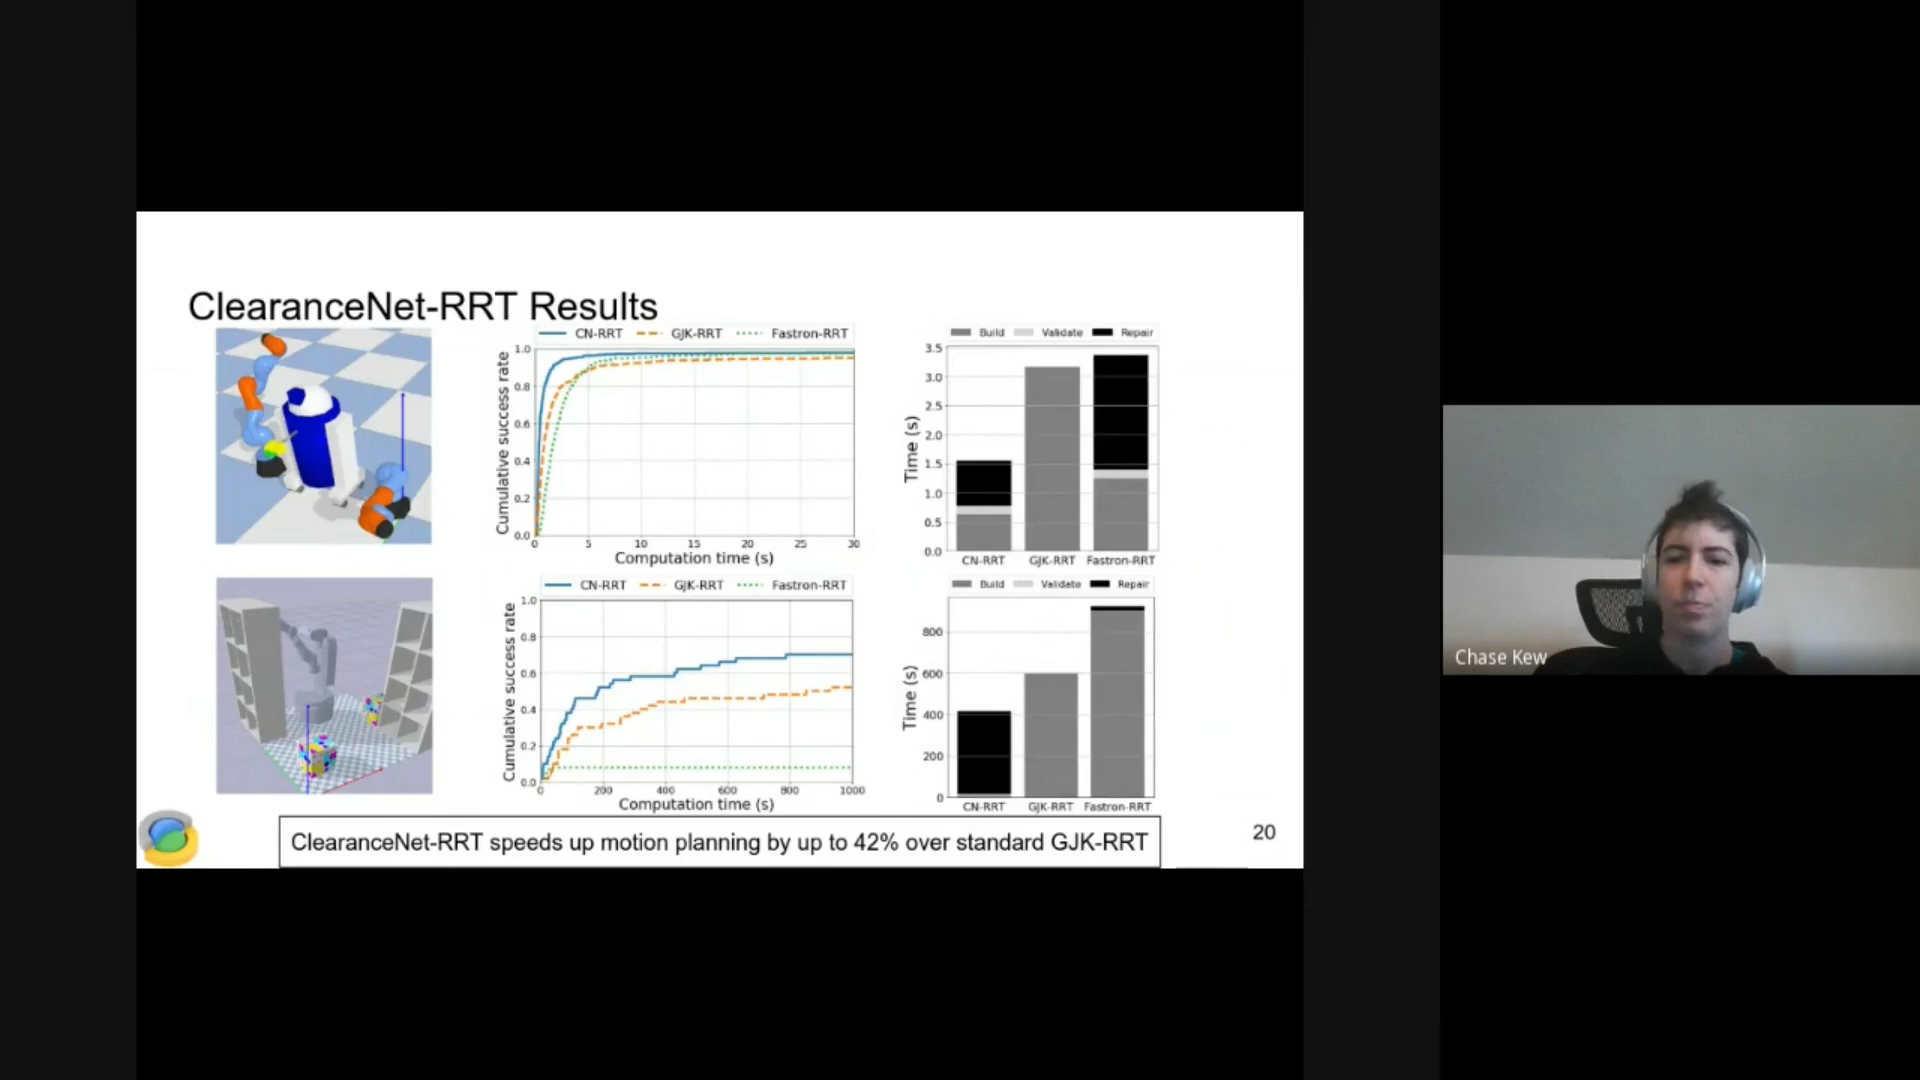 ClearanceNet-RRT Results
CN-RRT GJK-RRT Fastron-RRT
1.0
0.8
0.6
0.4
0.2
0.0
Cumulative success rate
0 5 10 15 20 25 30
Computation time (s)
Build Validate Repair
3.5
3.0
2.5
2.0
1.5
1.0
0.5
0.0
Time (s)
CN-RRT GJK-RRT Fastron-RRT
CN-RRT GJK-RRT Fastron-RRT
1.0
0.8
0.6
0.4
0.2
0.0
Cumulative success rate
0 200 400 600 800 1000
Computation time (s)
Build Validate Repair
800
600
400
200
0
Time (s)
CN-RRT GJK-RRT Fastron-RRT
ClearanceNet-RRT speeds up motion planning by up to 42% over standard GJK-RRT
20
Chase Kew